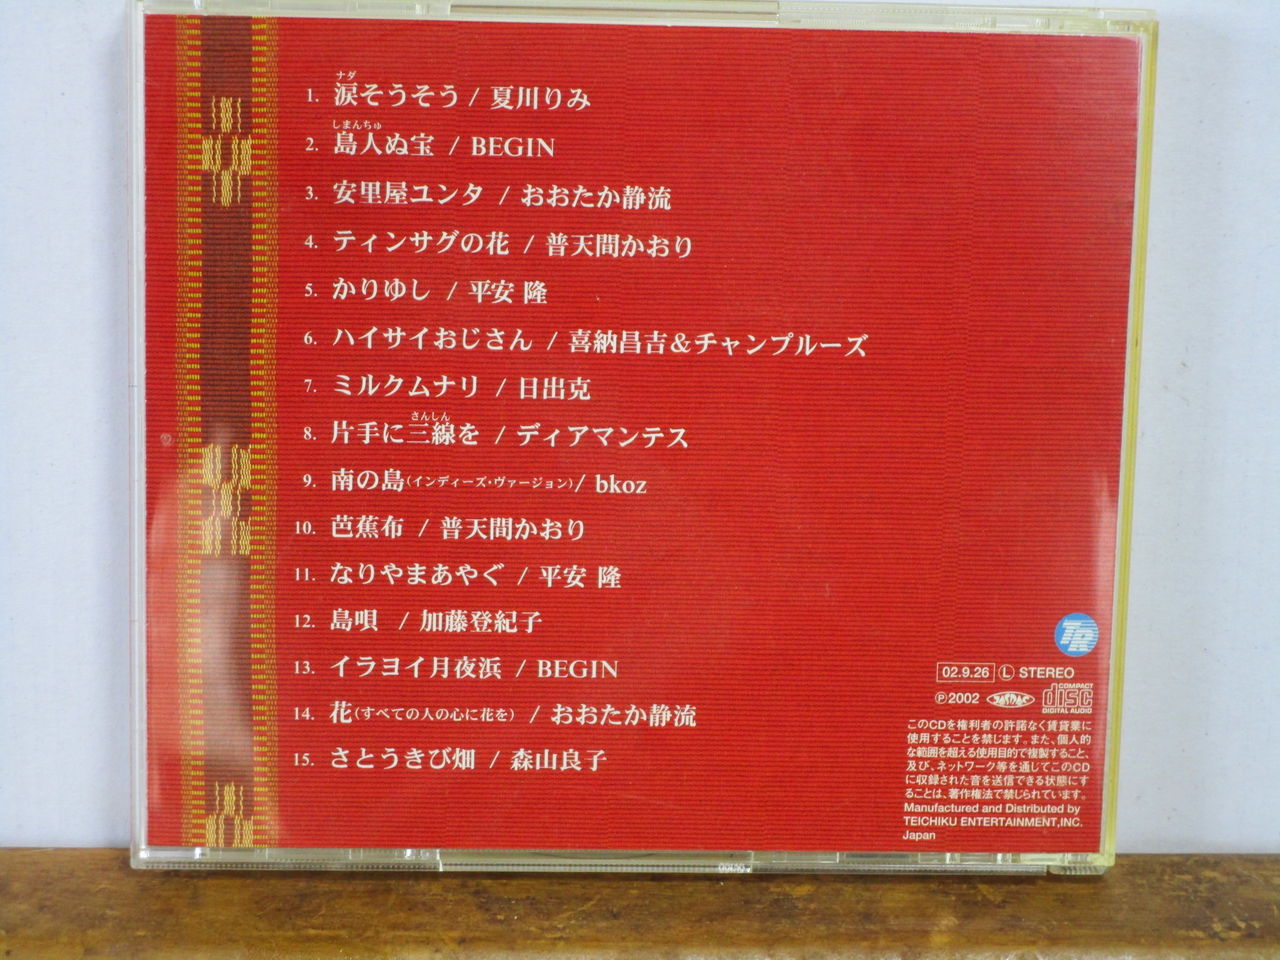 ナダ
1. 涙そうそう / 夏川りみ
しまんちゅ
2. 島人ぬ宝 / BEGIN
3. 安里屋ユンタ / おおたか静流
4. ティンサグの花 / 普天間かおり
5. かりゆし / 平安 隆
6. ハイサイおじさん / 喜納昌吉&チャンプルーズ
7. ミルクムナリ / 日出克
さんしん
8. 片手に三線を / ディアマンテス
9. 南の島(インディーズ・ヴァージョン) / bkoz
10. 芭蕉布 / 普天間かおり
11. なりやまあやぐ / 平安 隆
12. 島唄 / 加藤登紀子
13. イラヨイ月夜浜 / BEGIN
14. 花(すべての人の心に花を) / おおたか静流
15. さとうきび畑 / 森山良子
TR
02.9.26 Ⓛ STEREO
℗2002 JASRAC COMPACT disc DIGITAL AUDIO
このCDを権利者の許諾なく賃貸業に
使用することを禁じます。また、個人的
な範囲を超える使用目的で複製すること、
及び、ネットワーク等を通じてこのCD
に収録された音を送信できる状態にす
ることは、著作権法で禁じられています。
Manufactured and Distributed by
TEICHIKU ENTERTAINMENT,INC.
Japan